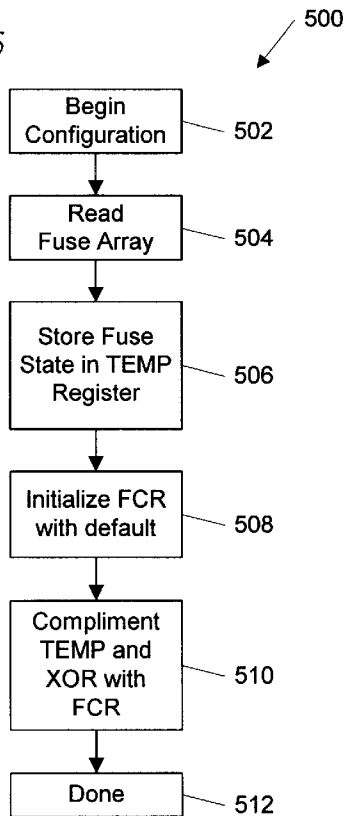 500
Begin
Configuration
502
Read
Fuse Array
504
Store Fuse
State in TEMP
Register
506
Initialize FCR
with default
508
Compliment
TEMP and
XOR with
FCR
510
Done
512